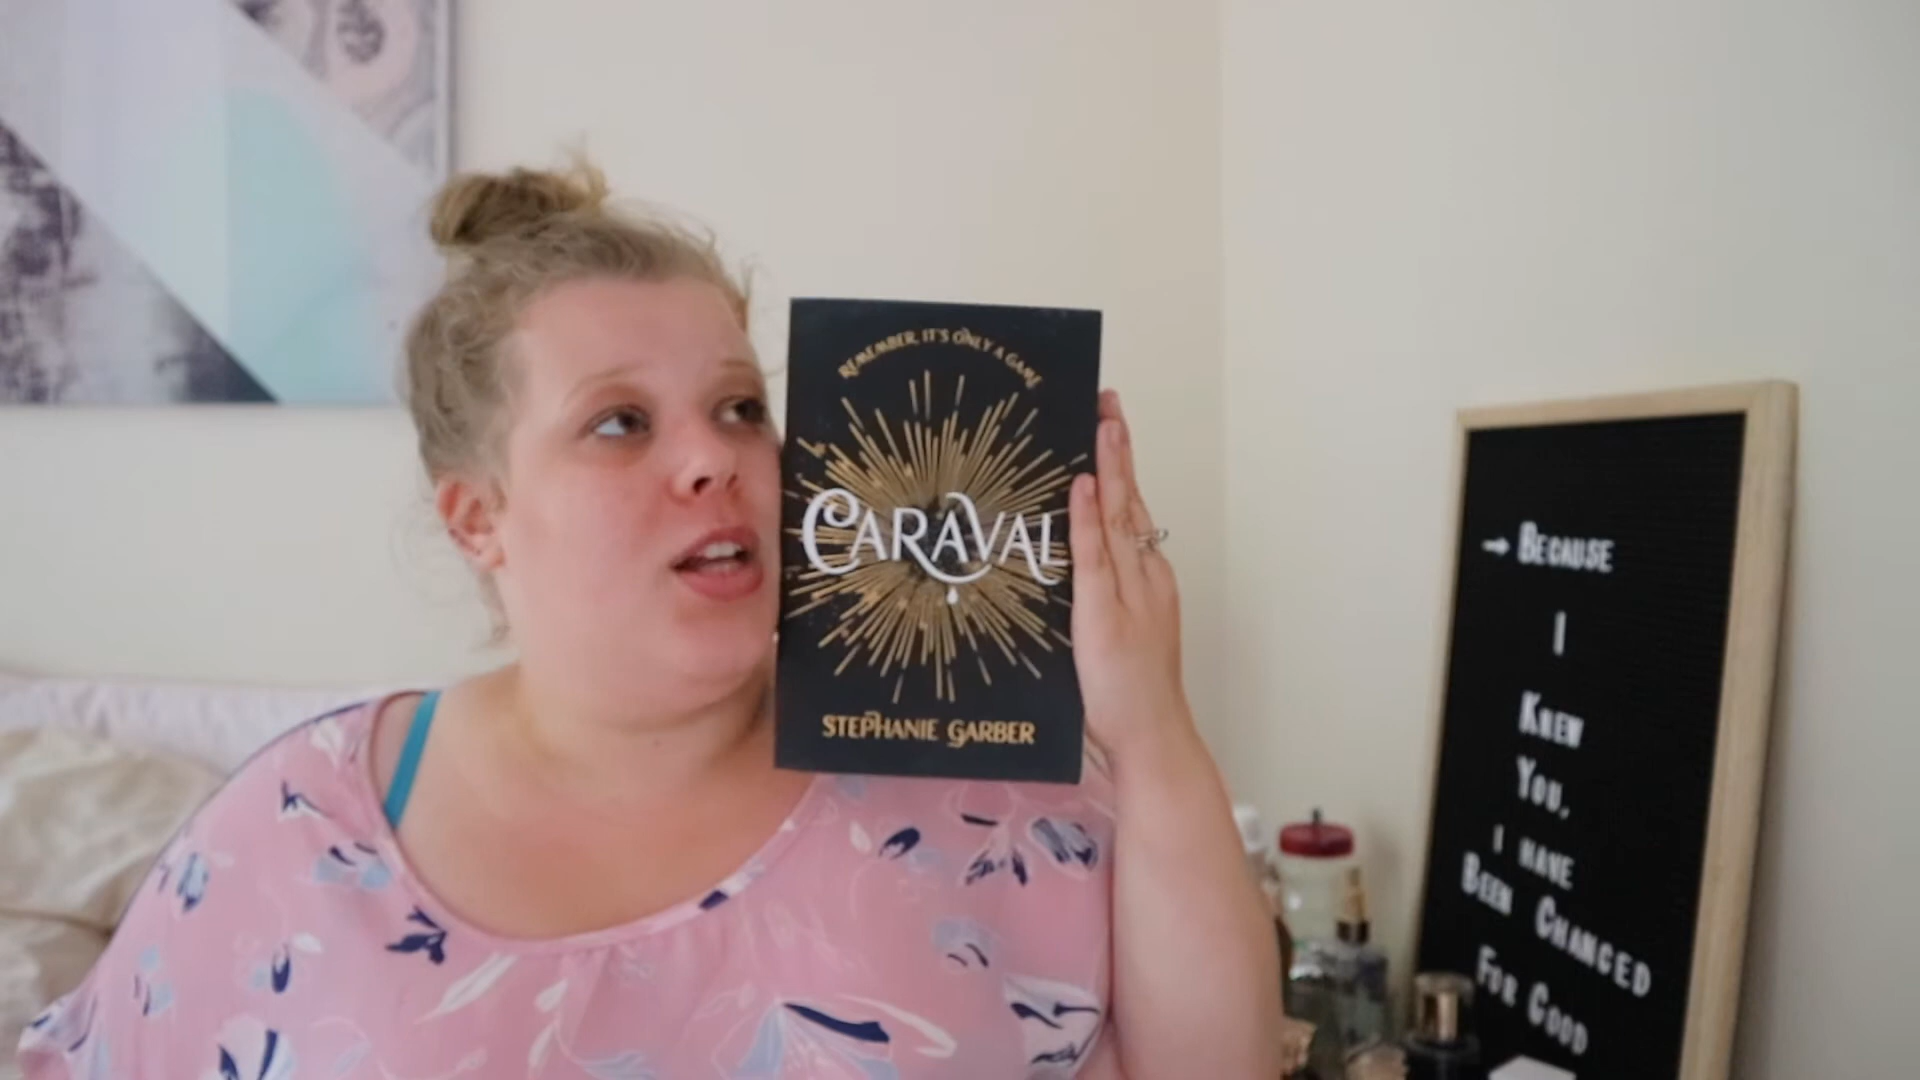 REMEMBER, IT'S ONLY A GAME
CARAVAL
STEPHANIE GARBER
→ BECAUSE
I
KNEW
YOU,
I HAVE
BEEN CHANGED
FOR GOOD